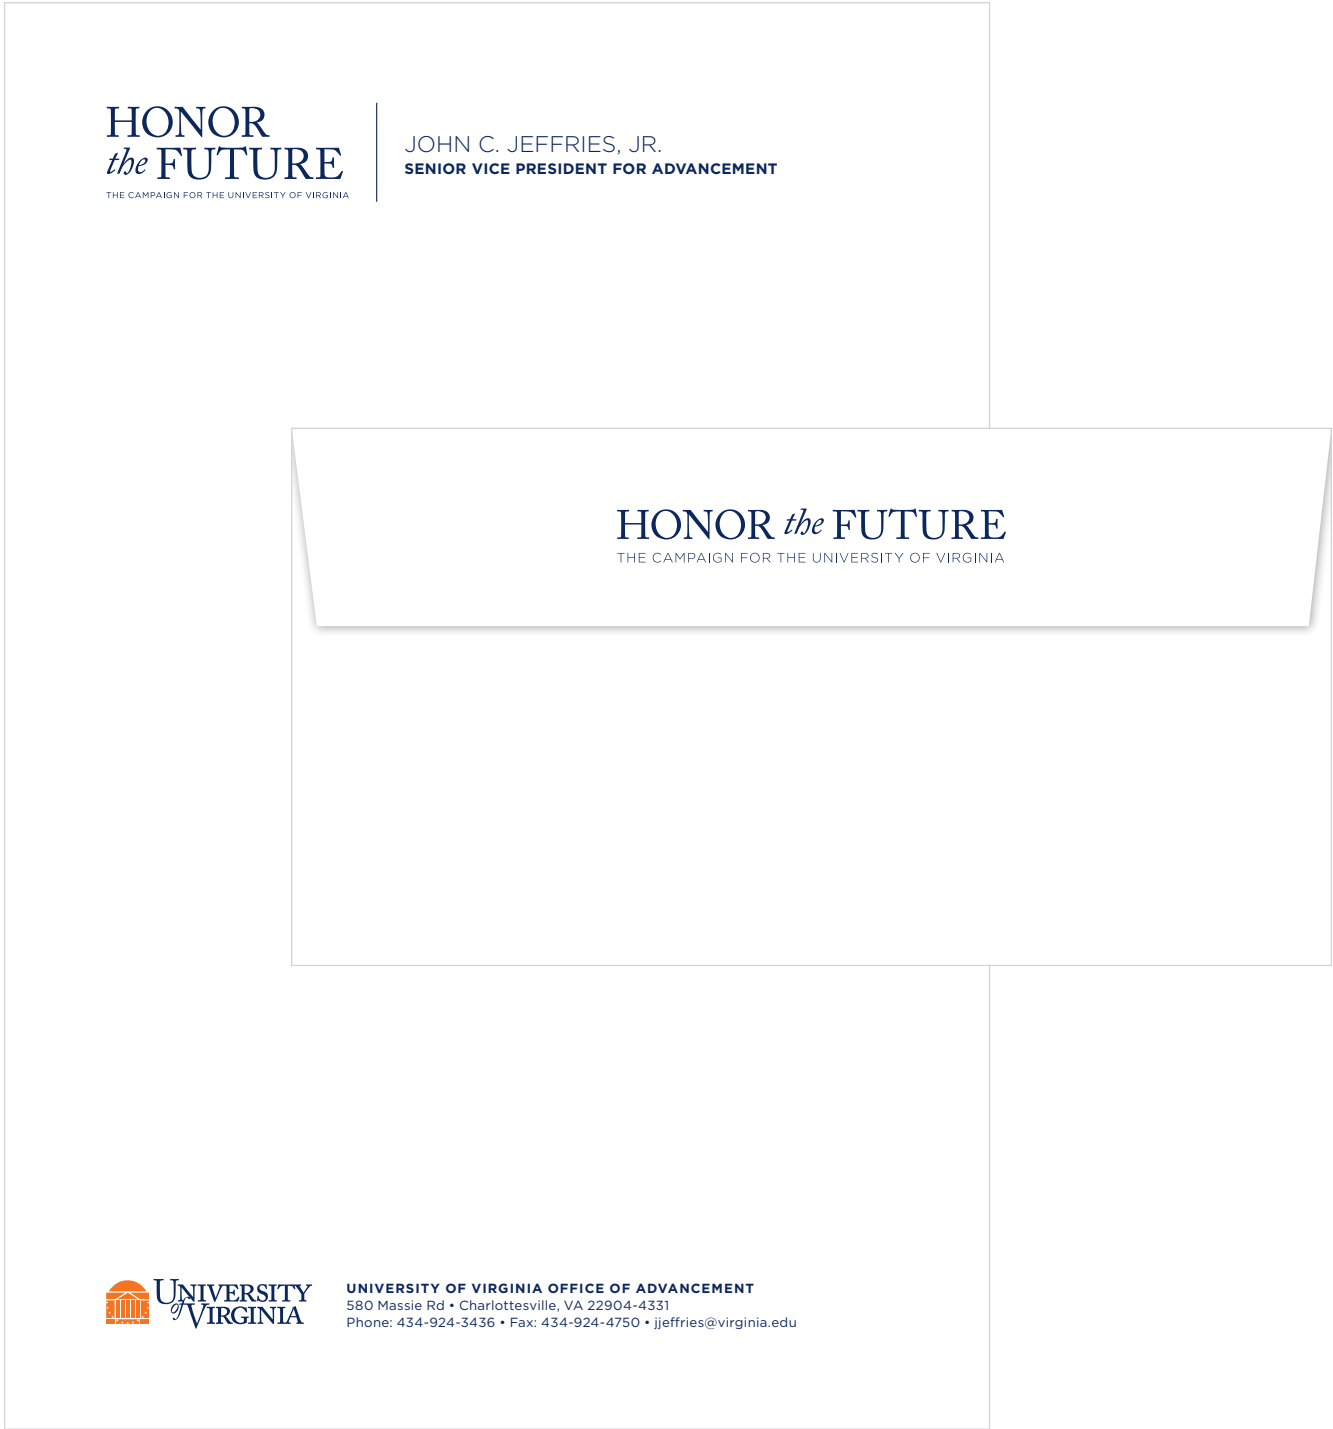 HONOR
the FUTURE
THE CAMPAIGN FOR THE UNIVERSITY OF VIRGINIA
JOHN C. JEFFRIES, JR.
SENIOR VICE PRESIDENT FOR ADVANCEMENT
HONOR the FUTURE
THE CAMPAIGN FOR THE UNIVERSITY OF VIRGINIA
UNIVERSITY
of VIRGINIA
UNIVERSITY OF VIRGINIA OFFICE OF ADVANCEMENT
580 Massie Rd • Charlottesville, VA 22904-4331
Phone: 434-924-3436 • Fax: 434-924-4750 • jjeffries@virginia.edu